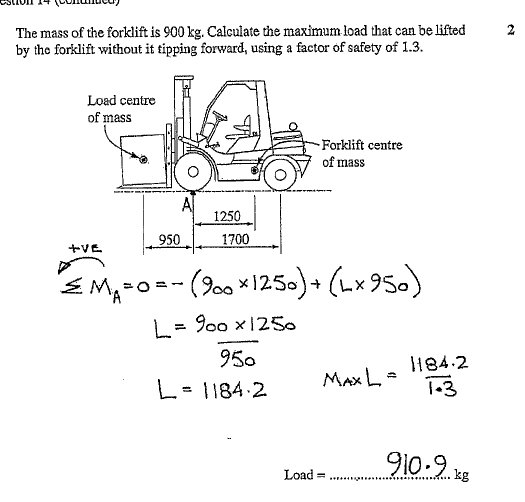 estion 14 (continued)
The mass of the forklift is 900 kg. Calculate the maximum load that can be lifted
by the forklift without it tipping forward, using a factor of safety of 1.3.
2
Load centre
of mass
Forklift centre
of mass
A
1250
950
1700
+VE
ΣM_A = 0 = -(900 × 1250) + (L × 950)
L = 900 × 1250
950
L = 1184.2
MAX L = 1184.2
1.3
Load = .................... 910.9 .......... kg